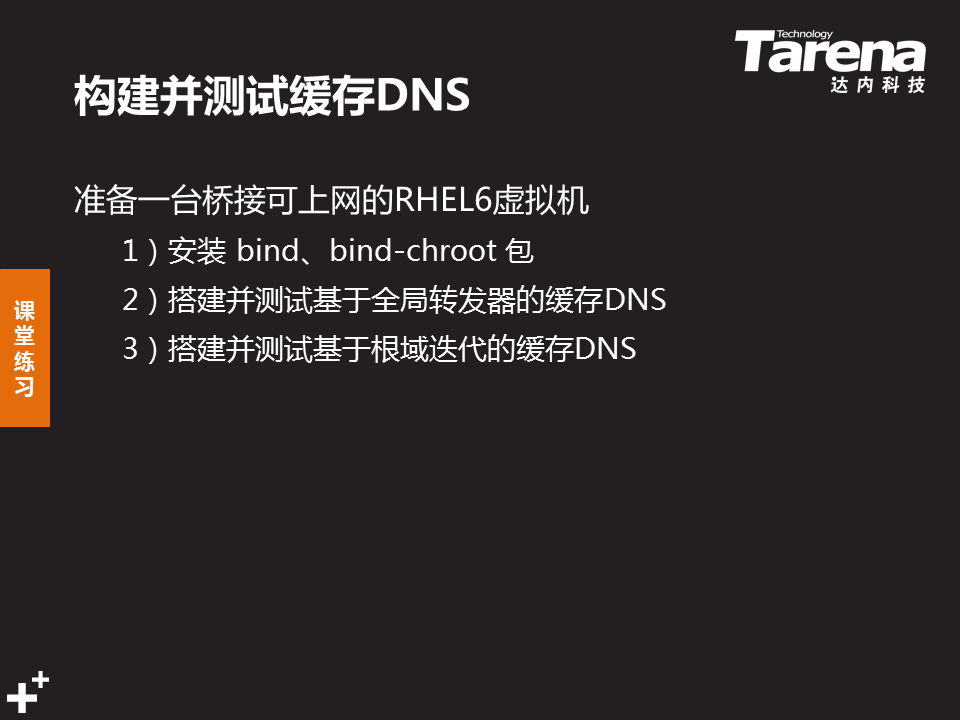 Technology
Tarena
达内科技
构建并测试缓存DNS
准备一台桥接可上网的RHEL6虚拟机
1）安装 bind、bind-chroot 包
2）搭建并测试基于全局转发器的缓存DNS
3）搭建并测试基于根域迭代的缓存DNS
课堂练习